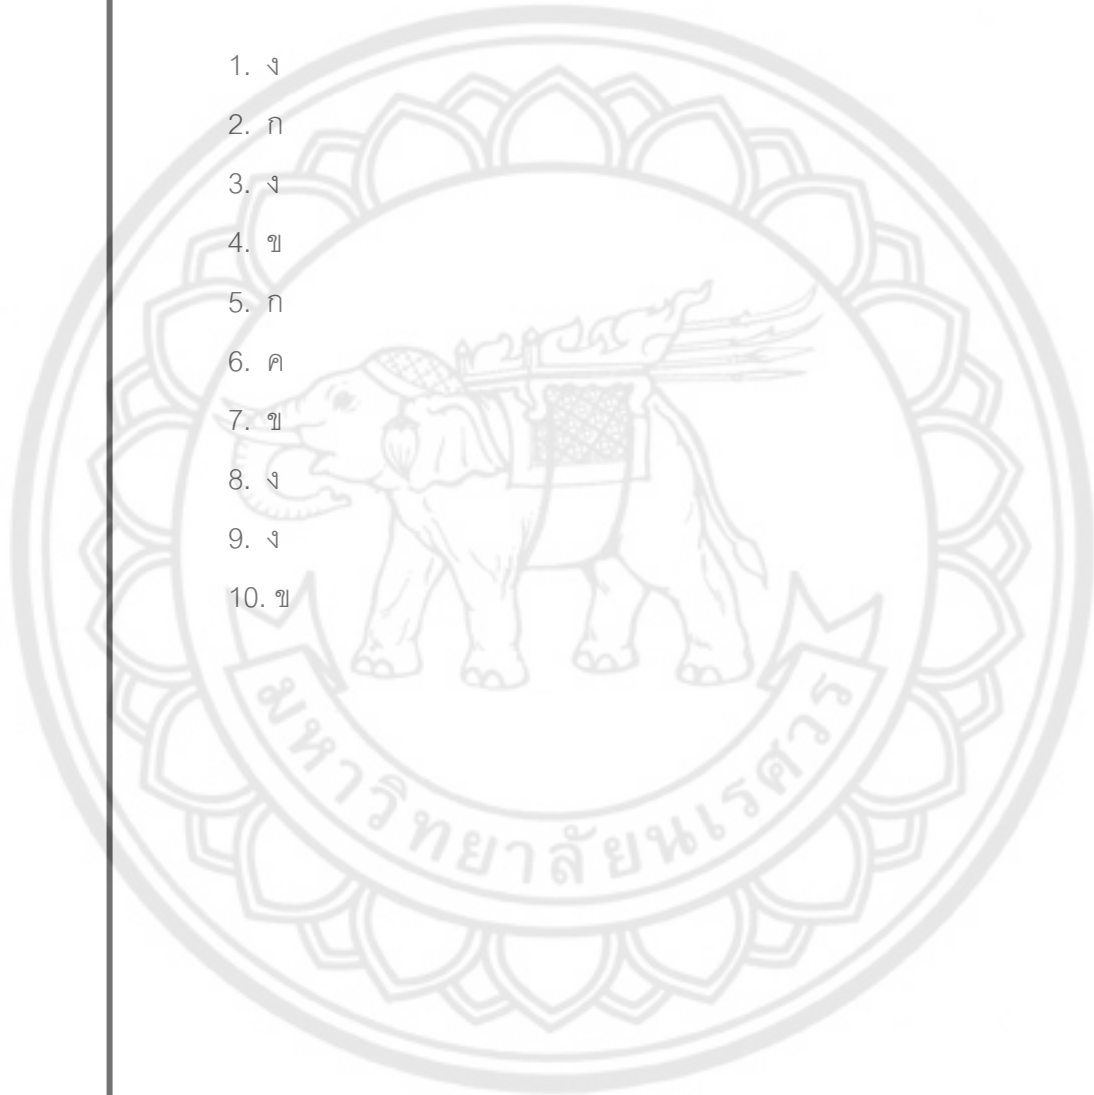 1. ง
2. ก
3. ง
4. ข
5. ก
6. ค
7. ข
8. ง
9. ง
10. ข
มหาวิทยาลัยนเรศวร